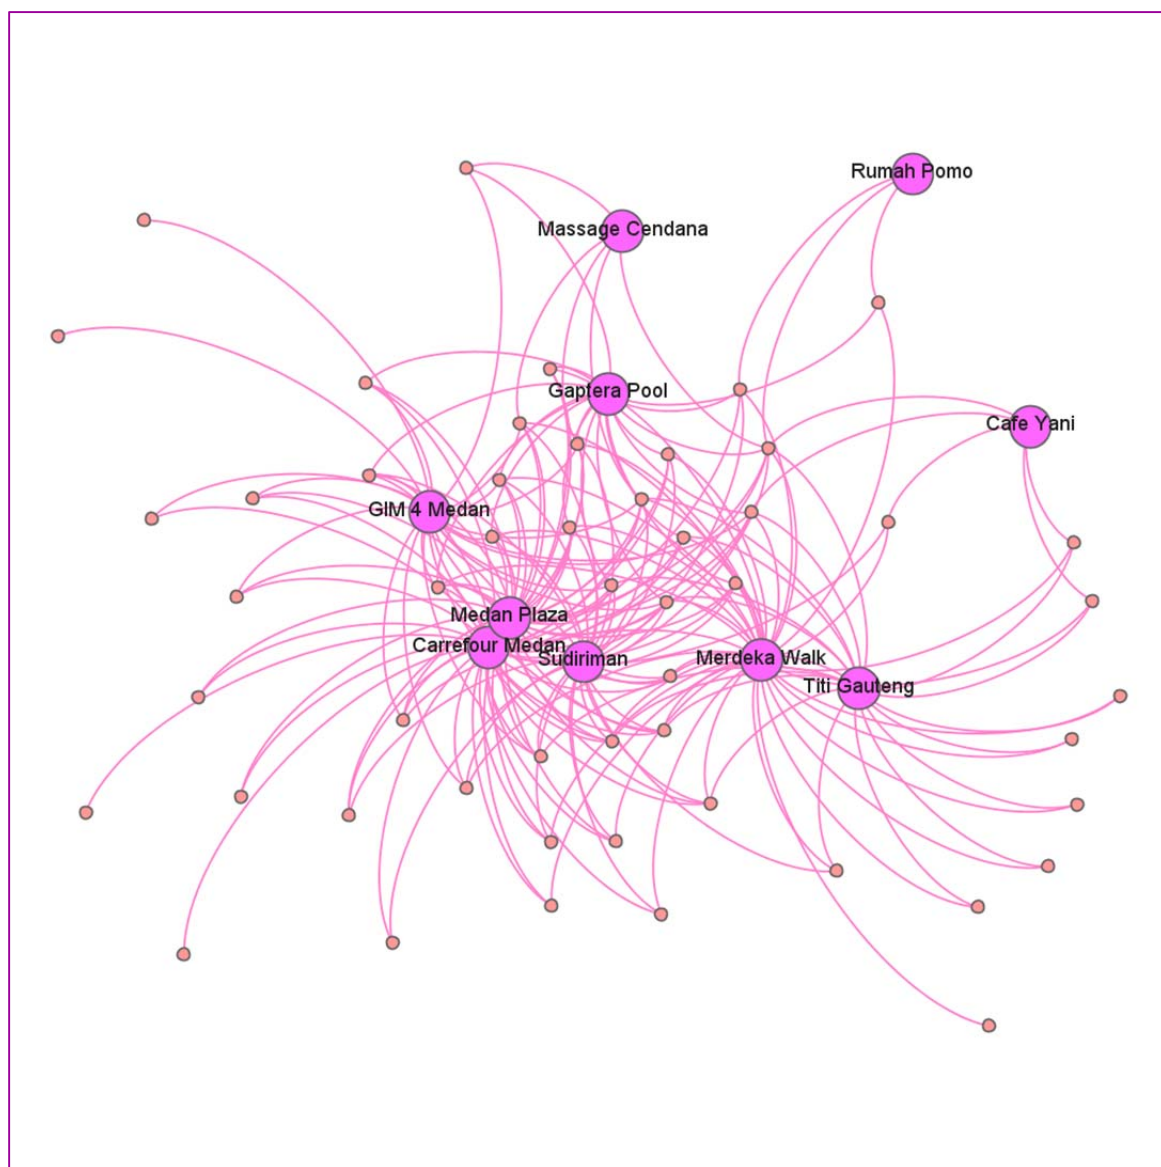 Rumah Pomo
Massage Cendana
Gaptera Pool
Cafe Yani
GIM 4 Medan
Medan Plaza
Carrefour Medan
Sudiriman
Merdeka Walk
Titi Gauteng